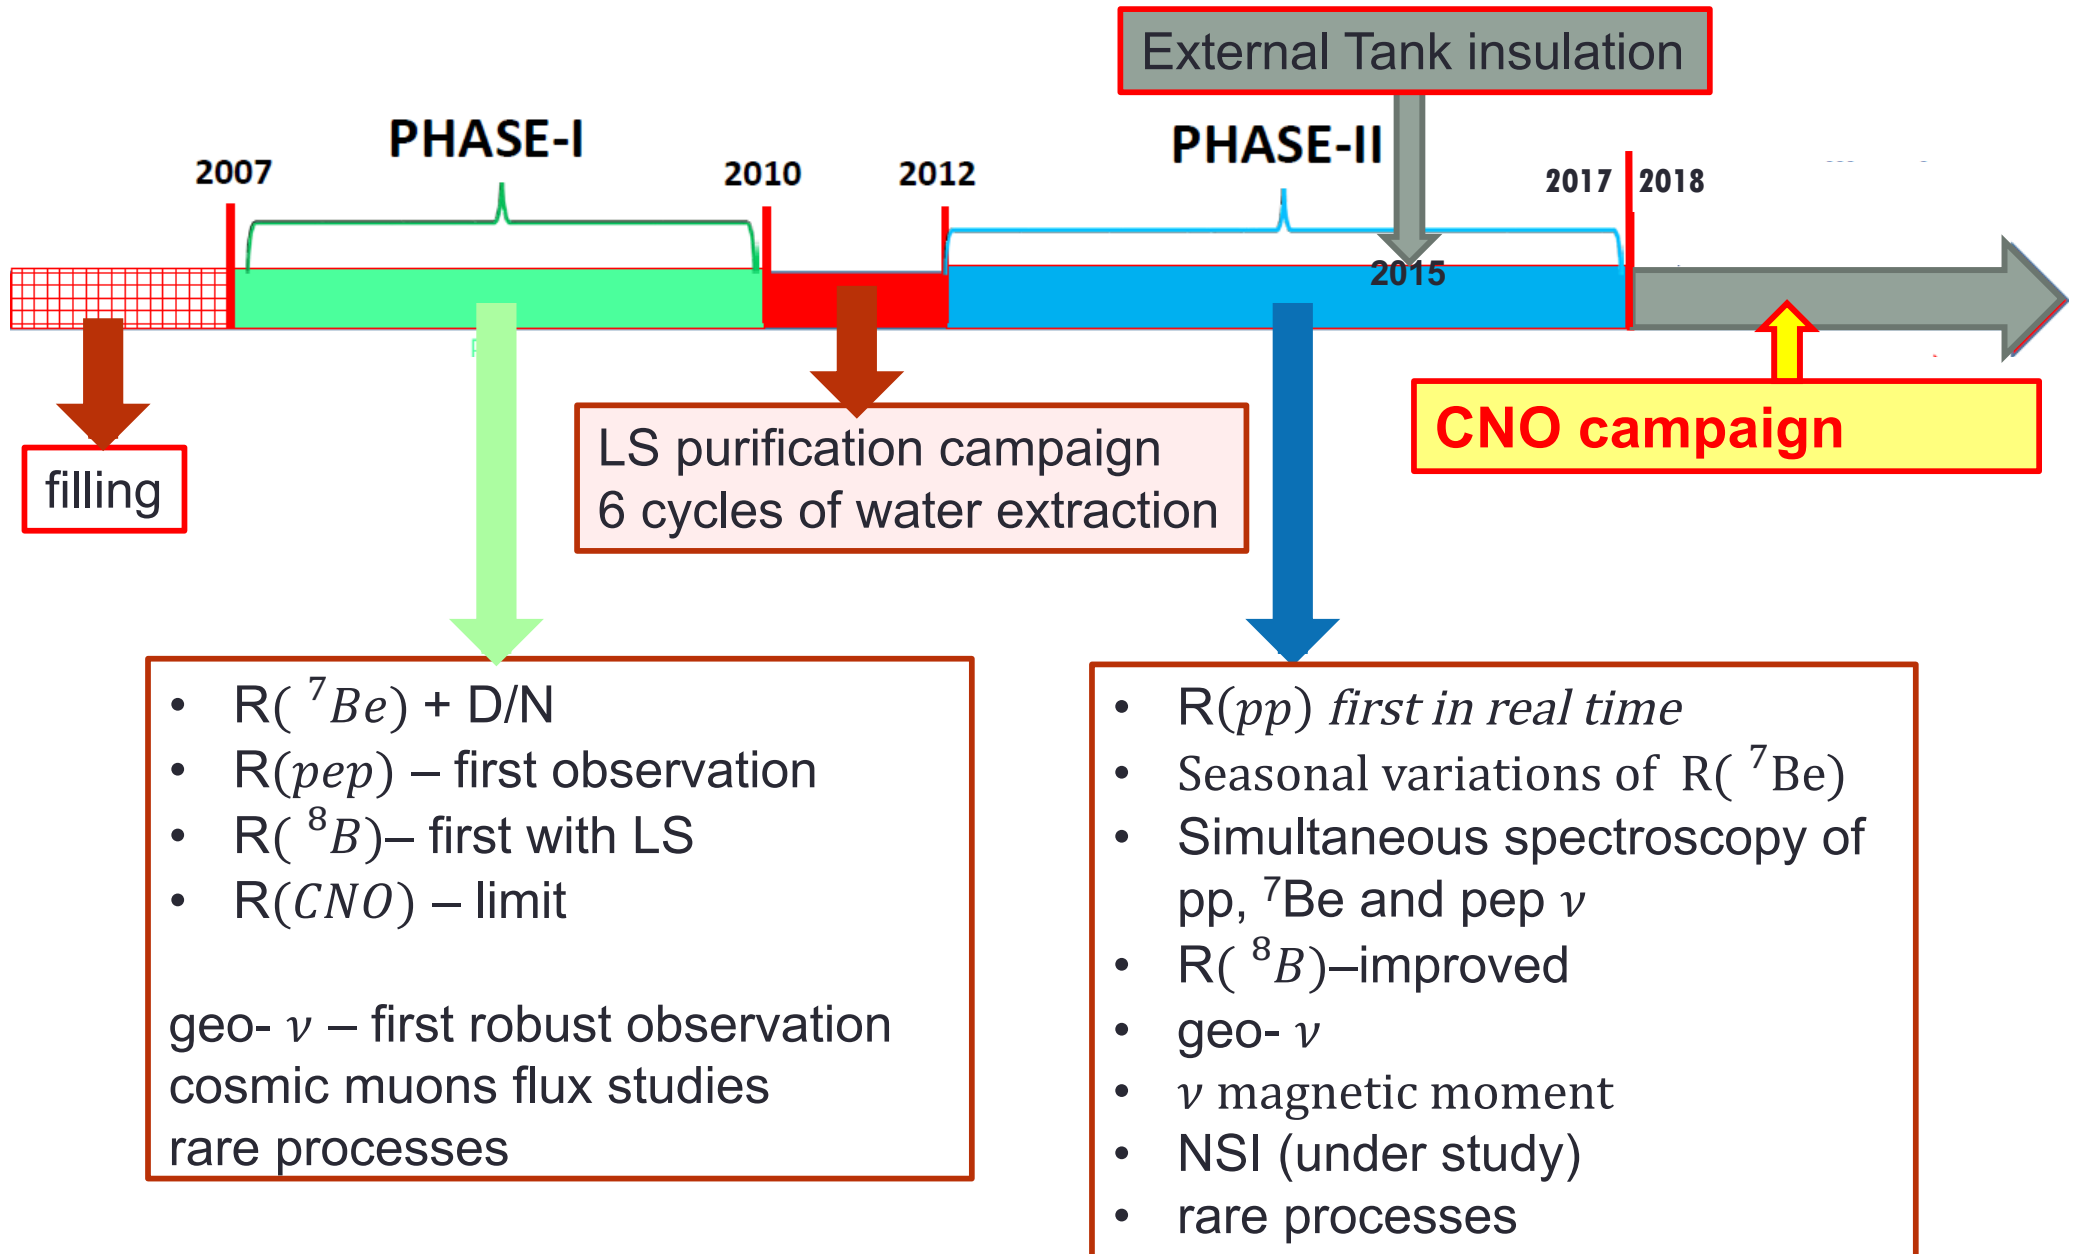 External Tank insulation
PHASE-I
PHASE-II
2007
2010
2012
2017
2018
2015
filling
LS purification campaign
6 cycles of water extraction
CNO campaign
• R( ⁷Be) + D/N
• R(pep) – first observation
• R( ⁸B)– first with LS
• R(CNO) – limit
geo- ν – first robust observation
cosmic muons flux studies
rare processes
• R(pp) first in real time
• Seasonal variations of R( ⁷Be)
• Simultaneous spectroscopy of
pp, ⁷Be and pep ν
• R( ⁸B)–improved
• geo- ν
• ν magnetic moment
• NSI (under study)
• rare processes